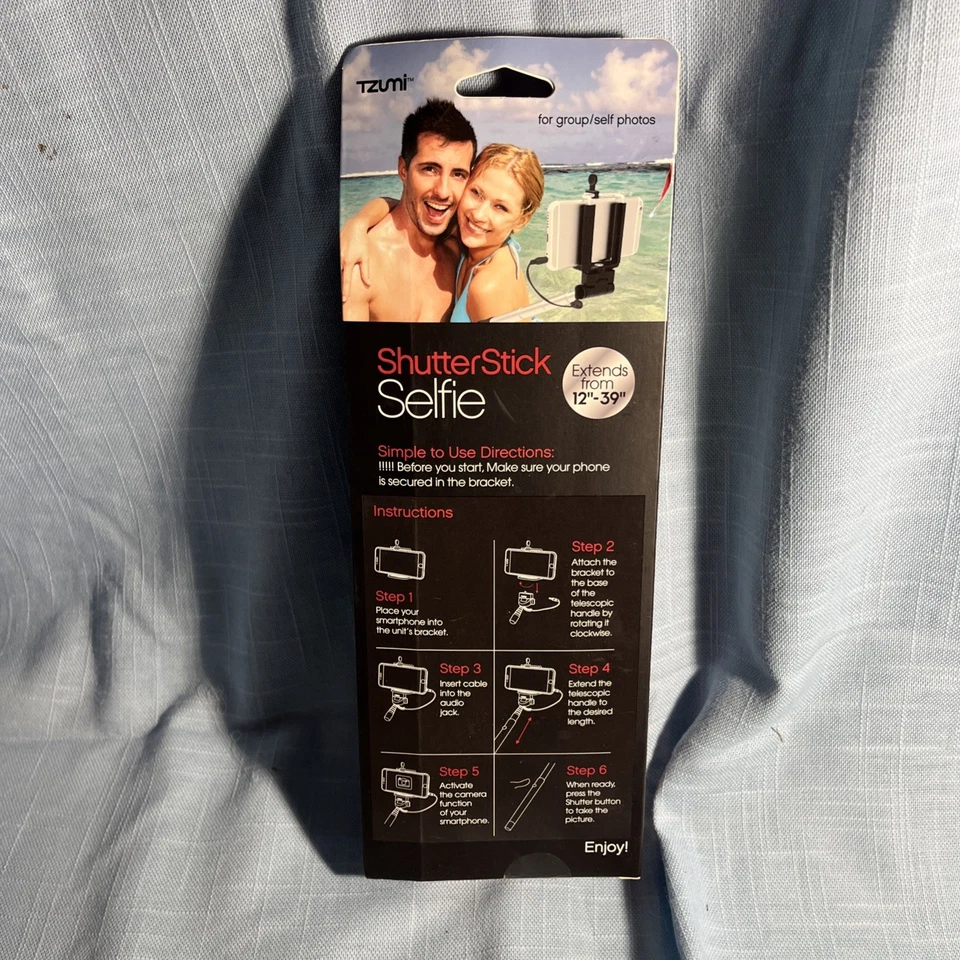 TZUMI™
for group/self photos
ShutterStick
Selfie
Extends
from
12"-39"
Simple to Use Directions:
!!!!! Before you start, Make sure your phone
is secured in the bracket.
Instructions
Step 1
Place your
smartphone into
the unit's bracket.
Step 2
Attach the
bracket to
the base
of the
telescopic
handle by
rotating it
clockwise.
Step 3
Insert cable
into the
audio
jack.
Step 4
Extend the
telescopic
handle to
the desired
length.
Step 5
Activate
the camera
function
of your
smartphone.
Step 6
When ready,
press the
Shutter button
to take the
picture.
Enjoy!